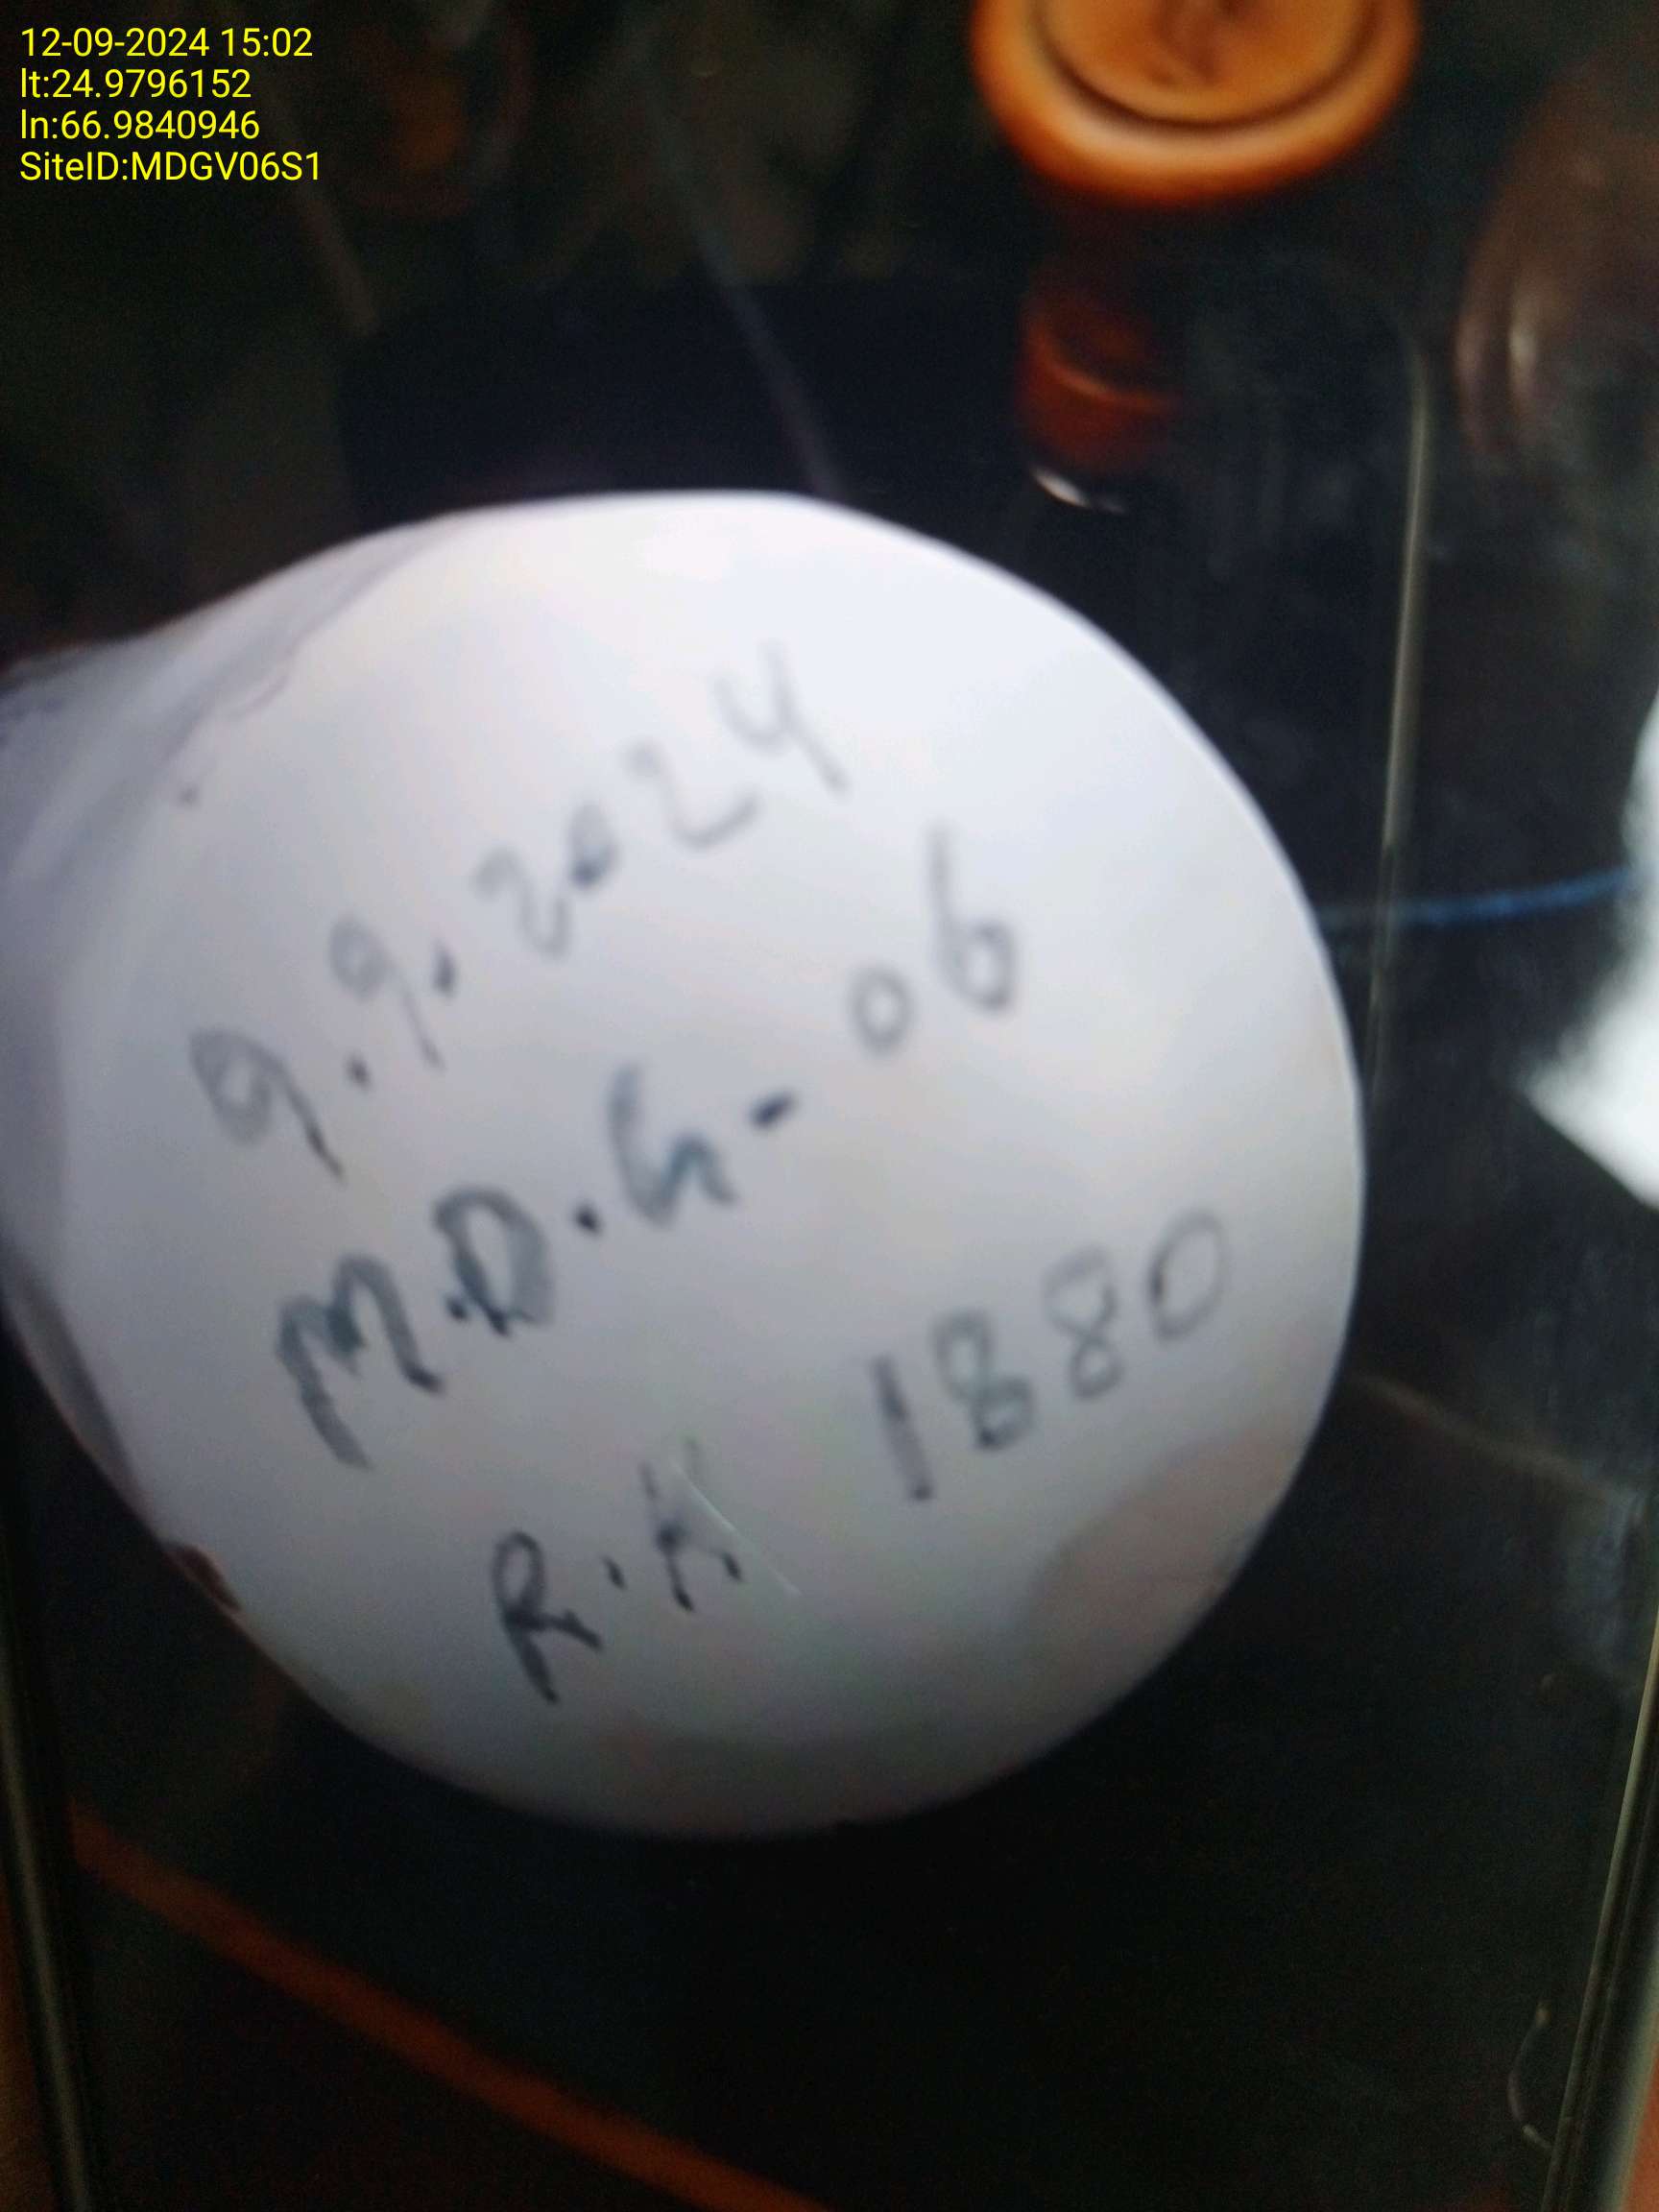 12-09-2024 15:02
lt:24.9796152
ln:66.9840946
SiteID:MDGV06S1
9.9.2024
M.D.G-06
R.H 1880